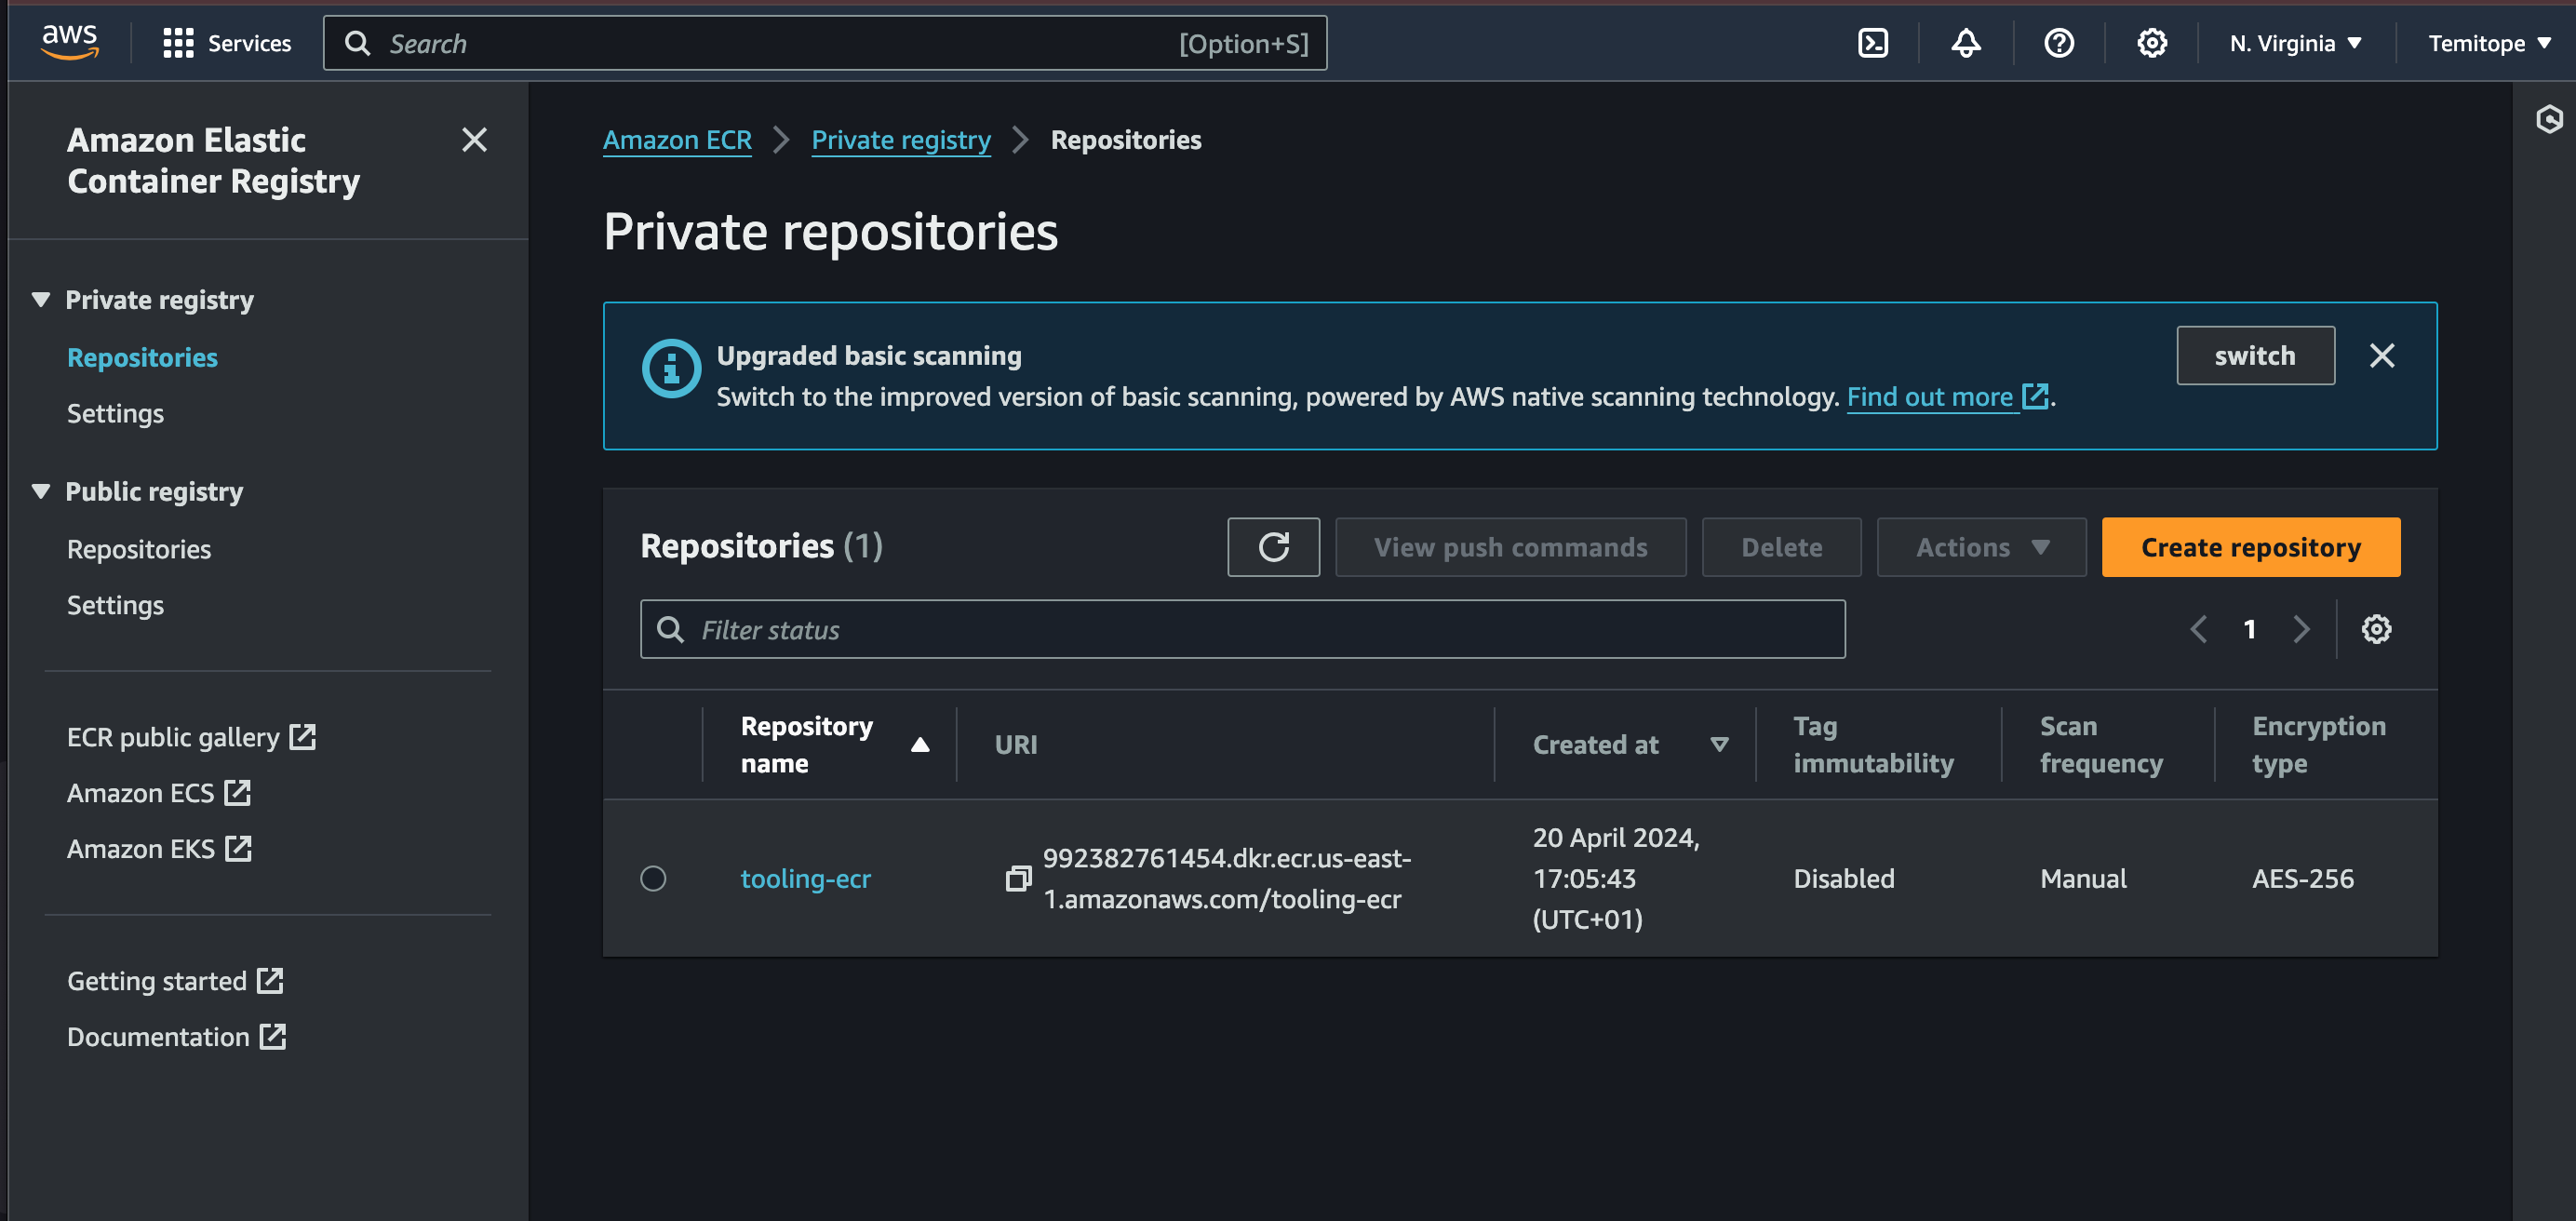 aws
Services
Search
[Option+S]
N. Virginia
Temitope
Amazon Elastic
Container Registry
Private registry
Repositories
Settings
Public registry
Repositories
Settings
ECR public gallery
Amazon ECS
Amazon EKS
Getting started
Documentation
Amazon ECR
Private registry
Repositories
Private repositories
Upgraded basic scanning
Switch to the improved version of basic scanning, powered by AWS native scanning technology. Find out more.
switch
Repositories (1)
View push commands
Delete
Actions
Create repository
Filter status
1
Repository
name
URI
Created at
Tag
immutability
Scan
frequency
Encryption
type
tooling-ecr
992382761454.dkr.ecr.us-east-
1.amazonaws.com/tooling-ecr
20 April 2024,
17:05:43
(UTC+01)
Disabled
Manual
AES-256